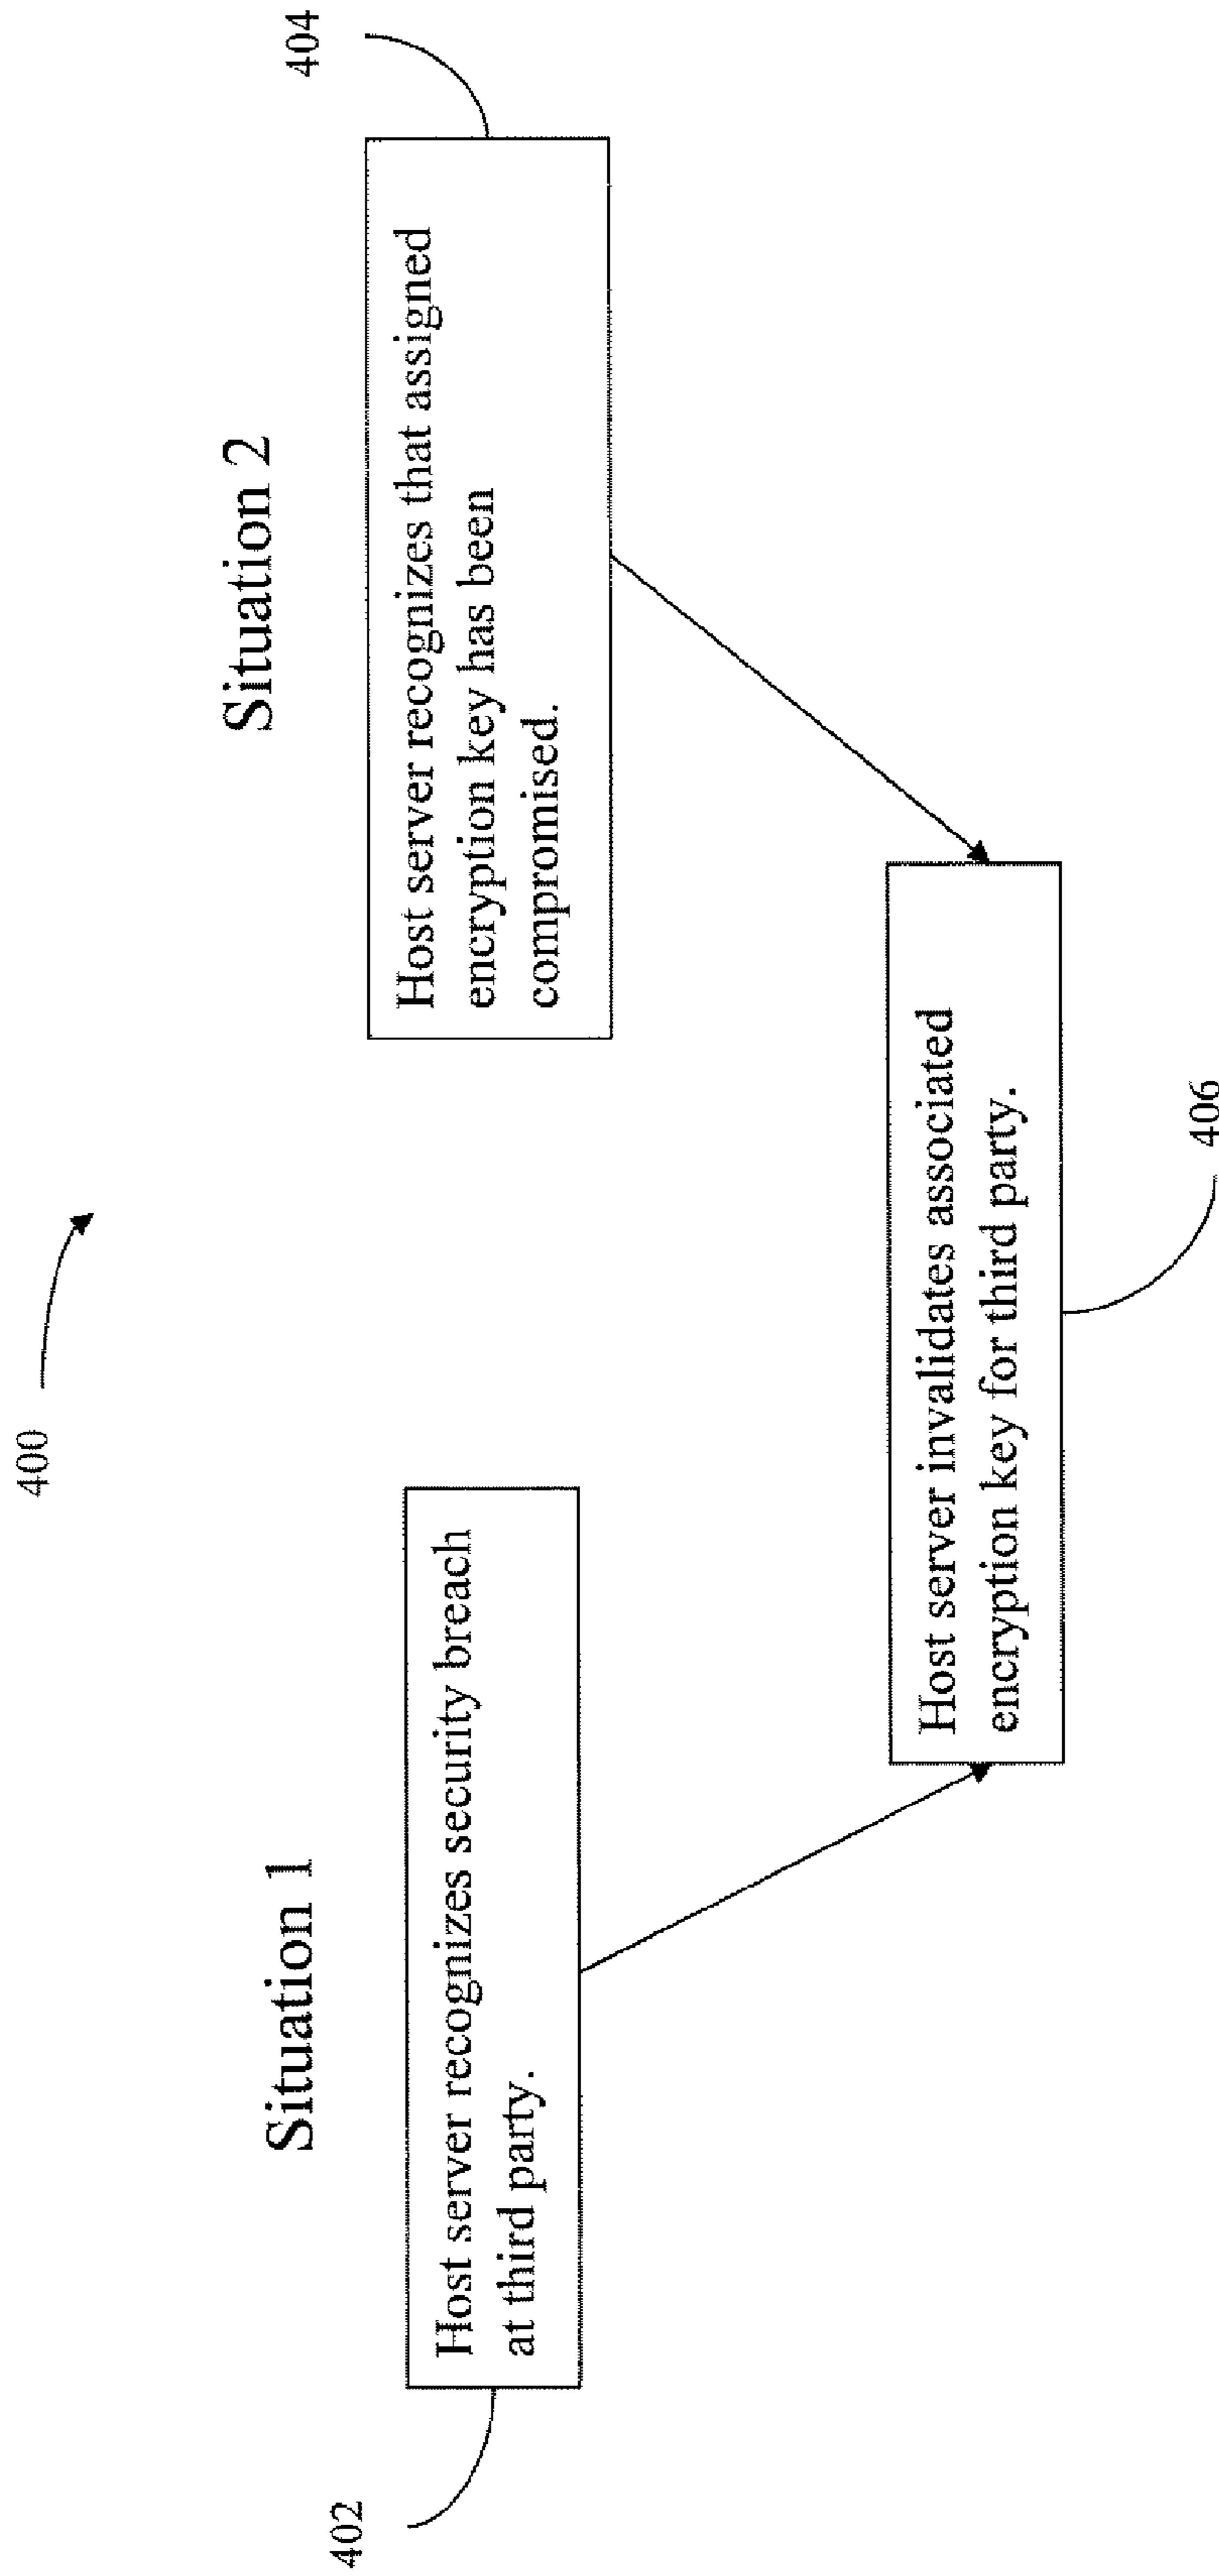 400
Situation 1
Situation 2
402
Host server recognizes security breach
at third party.
404
Host server recognizes that assigned
encryption key has been
compromised.
Host server invalidates associated
encryption key for third party.
406